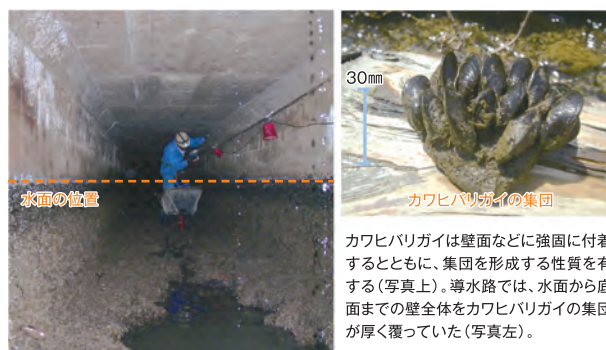 水面の位置
30㎜
カワヒバリガイの集団
カワヒバリガイは壁面などに強固に付着
するとともに、集団を形成する性質を有
する（写真上）。導水路では、水面から底
面までの壁全体をカワヒバリガイの集団
が厚く覆っていた（写真左）。